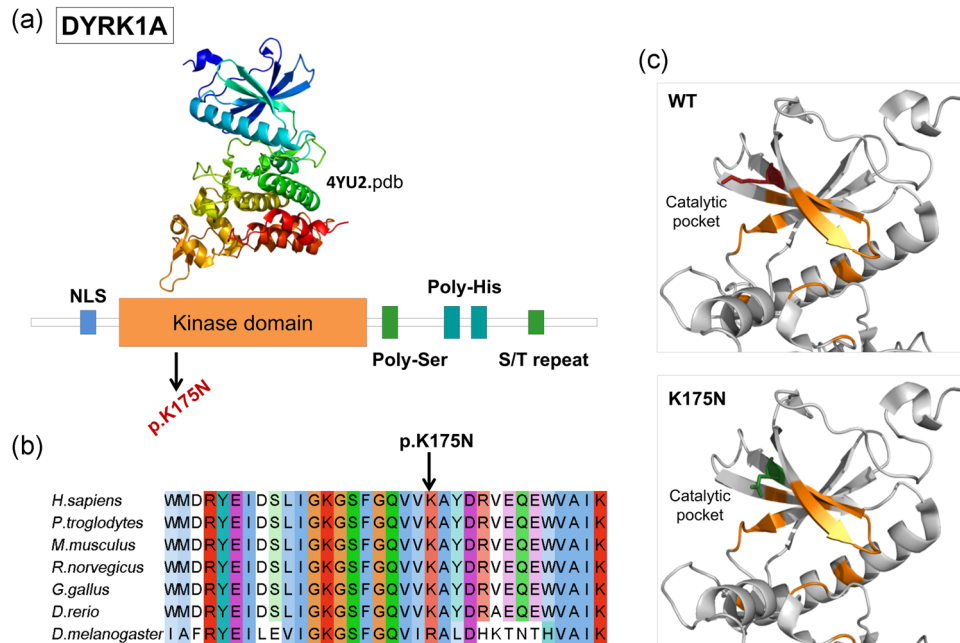 (a)
DYRK1A
4YU2.pdb
NLS
Kinase domain
Poly-His
Poly-Ser
S/T repeat
p.K175N
(b)
p.K175N
H.sapiens WMDRYEIDSLIGKGSFGQVVKAYDRVEQEWVAIK
P.troglodytes WMDRYEIDSLIGKGSFGQVVKAYDRVEQEWVAIK
M.musculus WMDRYEIDSLIGKGSFGQVVKAYDRVEQEWVAIK
R.norvegicus WMDRYEIDSLIGKGSFGQVVKAYDRVEQEWVAIK
G.gallus WMDRYEIDSLIGKGSFGQVVKAYDRVEQEWVAIK
D.rerio WMDRYEIDSLIGKGSFGQVVKAYDRAEQEWVAIK
D.melanogaster IAFRYEILEVIGKGSFGQVIRALDHKTNTHVAIK
(c)
WT
Catalytic
pocket
K175N
Catalytic
pocket